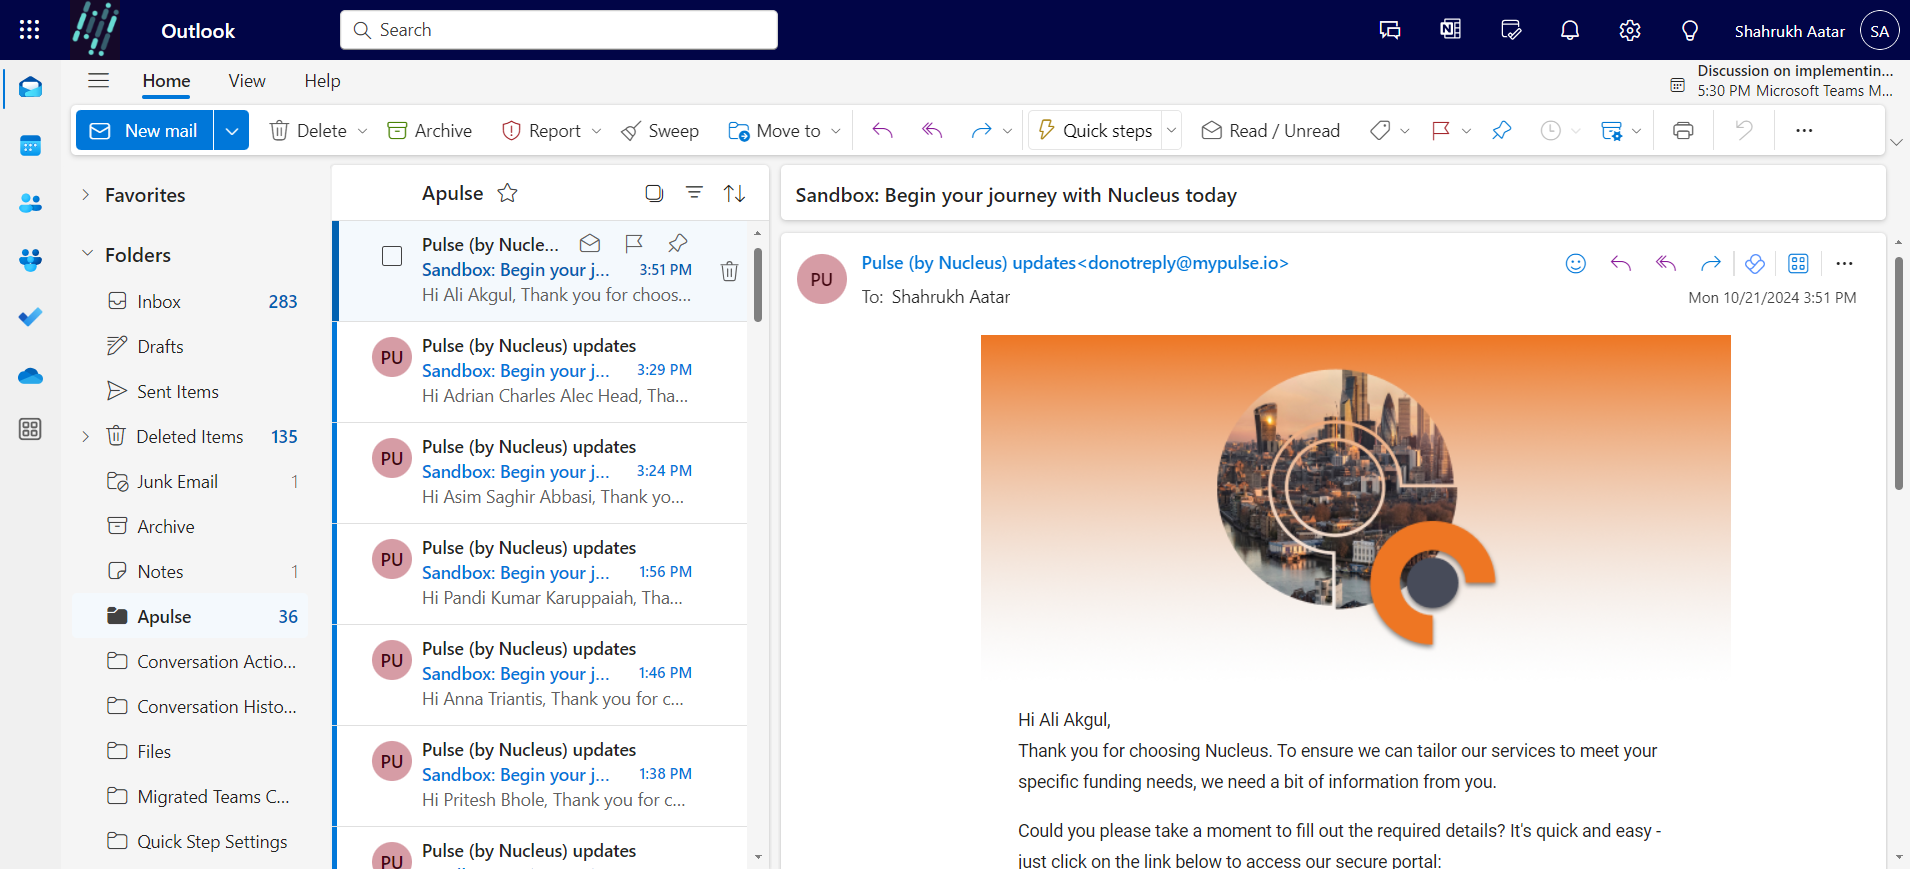 Outlook
Search
Shahrukh Aatar
SA
Home
View
Help
Discussion on implementin...
5:30 PM Microsoft Teams M...
New mail
Delete
Archive
Report
Sweep
Move to
Quick steps
Read / Unread
Favorites
Folders
Inbox 283
Drafts
Sent Items
Deleted Items 135
Junk Email 1
Archive
Notes 1
Apulse 36
Conversation Actio...
Conversation Histo...
Files
Migrated Teams C...
Quick Step Settings
Apulse
Pulse (by Nucle...
Sandbox: Begin your j... 3:51 PM
Hi Ali Akgul, Thank you for choos...
PU
Pulse (by Nucleus) updates
Sandbox: Begin your j... 3:29 PM
Hi Adrian Charles Alec Head, Tha...
PU
Pulse (by Nucleus) updates
Sandbox: Begin your j... 3:24 PM
Hi Asim Saghir Abbasi, Thank yo...
PU
Pulse (by Nucleus) updates
Sandbox: Begin your j... 1:56 PM
Hi Pandi Kumar Karuppaiah, Tha...
PU
Pulse (by Nucleus) updates
Sandbox: Begin your j... 1:46 PM
Hi Anna Triantis, Thank you for c...
PU
Pulse (by Nucleus) updates
Sandbox: Begin your j... 1:38 PM
Hi Pritesh Bhole, Thank you for c...
PU
Pulse (by Nucleus) updates
Sandbox: Begin your journey with Nucleus today
PU
Pulse (by Nucleus) updates<donotreply@mypulse.io>
To: Shahrukh Aatar
Mon 10/21/2024 3:51 PM
Hi Ali Akgul,
Thank you for choosing Nucleus. To ensure we can tailor our services to meet your
specific funding needs, we need a bit of information from you.
Could you please take a moment to fill out the required details? It's quick and easy -
just click on the link below to access our secure portal: